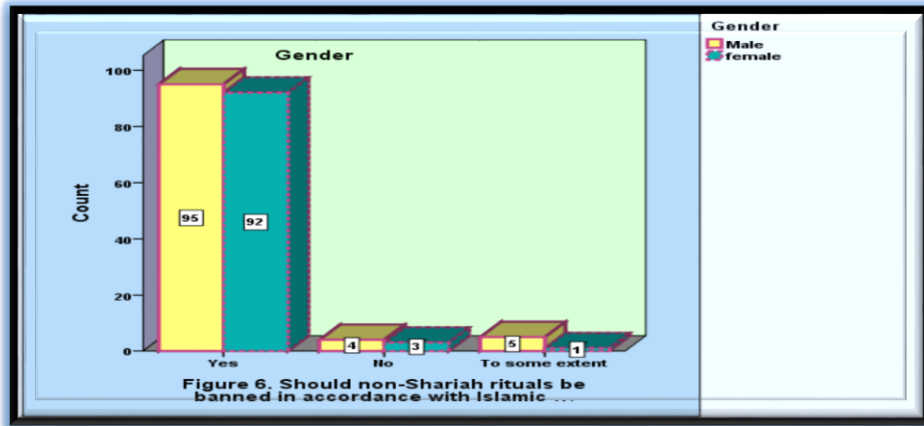 Gender
Gender
Male
female
100
80
60
40
20
0
Count
95
92
4
3
5
1
Yes
No
To some extent
Figure 6. Should non-Shariah rituals be
banned in accordance with Islamic ...